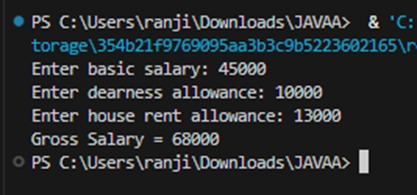 PS C:\Users\ranji\Downloads\JAVAA> & 'C:
torage\354b21f9769095aa3b3c9b5223602165\r
Enter basic salary: 45000
Enter dearness allowance: 10000
Enter house rent allowance: 13000
Gross Salary = 68000
PS C:\Users\ranji\Downloads\JAVAA>